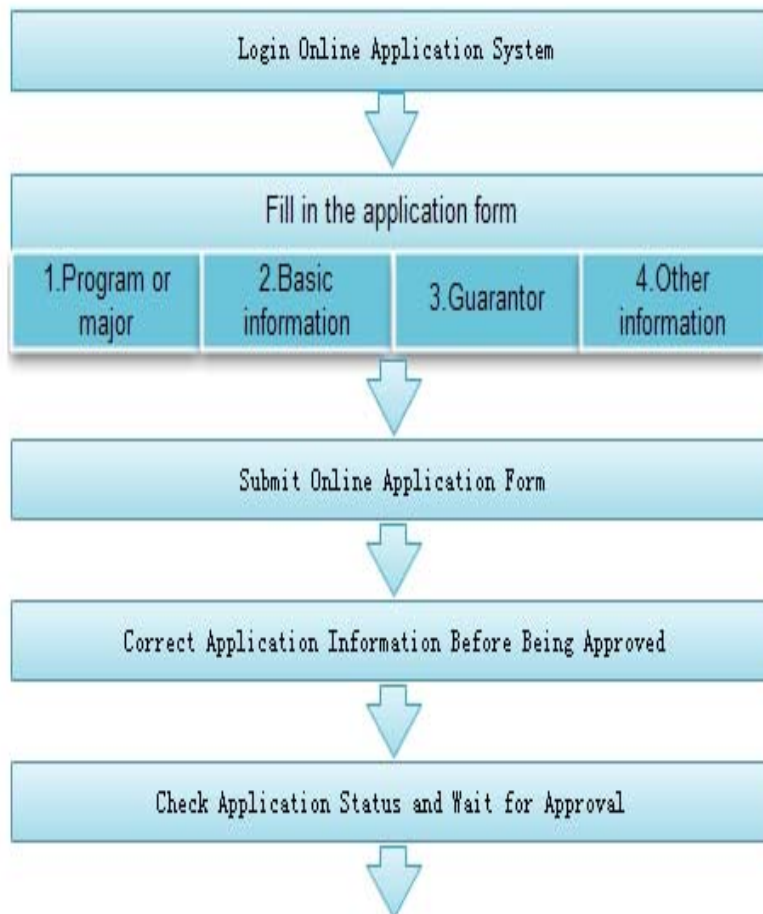 Login Online Application System
Fill in the application form
1.Program or
major
2.Basic
information
3.Guarantor
4.Other
information
Submit Online Application Form
Correct Application Information Before Being Approved
Check Application Status and Wait for Approval